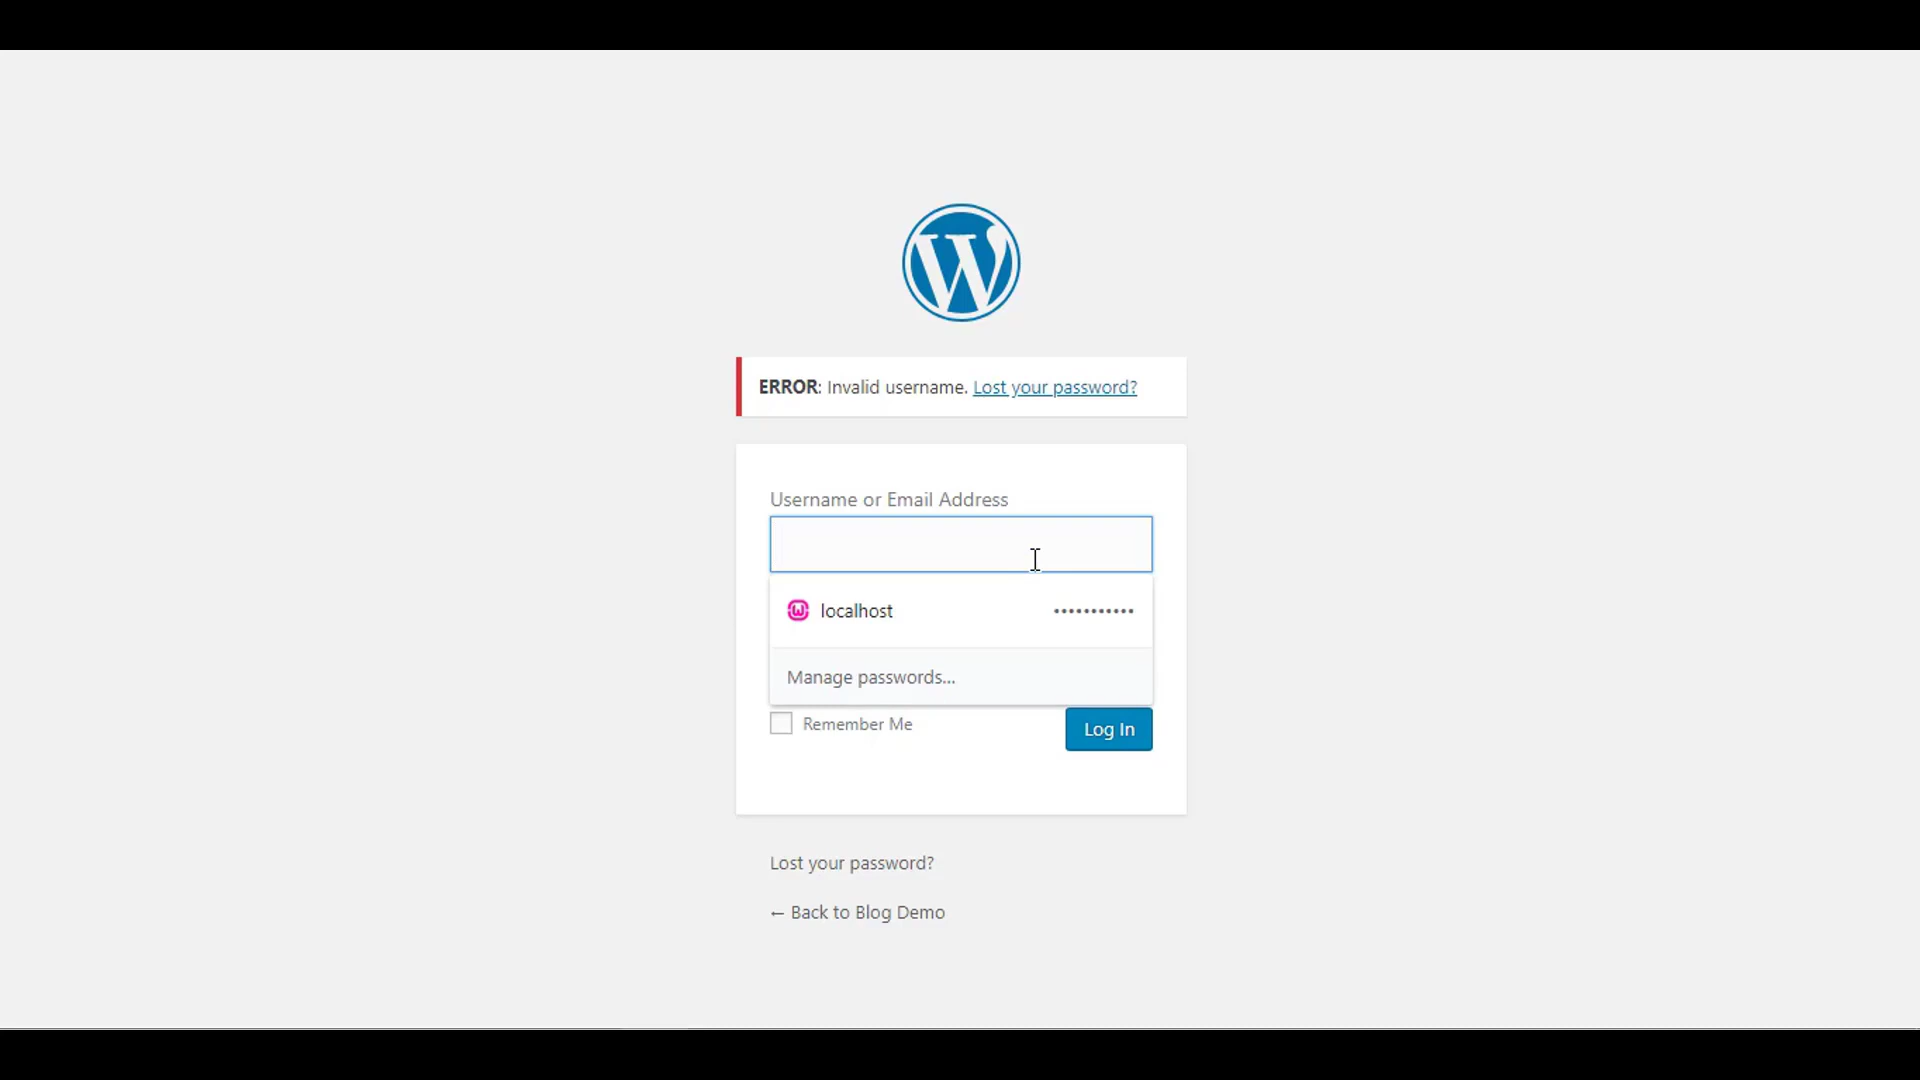 ERROR: Invalid username. Lost your password?
Username or Email Address
localhost •••••••••••
Manage passwords...
Remember Me
Log In
Lost your password?
← Back to Blog Demo